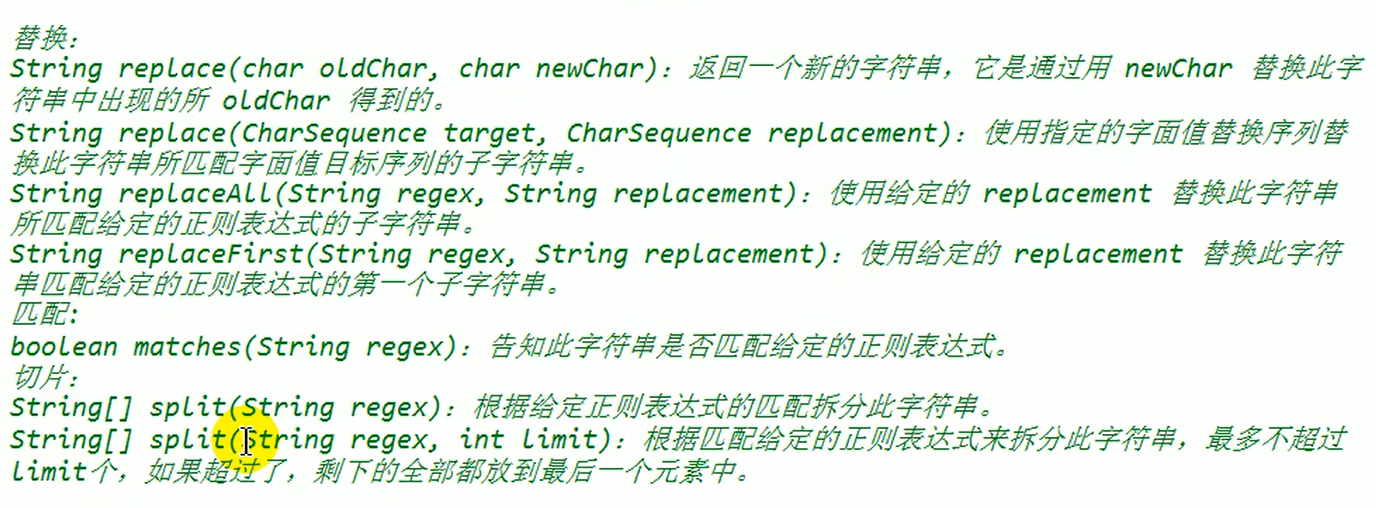 替换：
String replace(char oldChar, char newChar)：返回一个新的字符串，它是通过用 newChar 替换此字
符串中出现的所 oldChar 得到的。
String replace(CharSequence target, CharSequence replacement)：使用指定的字面值替换序列替
换此字符串所匹配字面值目标序列的子字符串。
String replaceAll(String regex, String replacement)：使用给定的 replacement 替换此字符串
所匹配给定的正则表达式的子字符串。
String replaceFirst(String regex, String replacement)：使用给定的 replacement 替换此字符
串匹配给定的正则表达式的第一个子字符串。
匹配:
boolean matches(String regex)：告知此字符串是否匹配给定的正则表达式。
切片：
String[] split(String regex)：根据给定正则表达式的匹配拆分此字符串。
String[] split(String regex, int limit)：根据匹配给定的正则表达式来拆分此字符串，最多不超过
limit个，如果超过了，剩下的全部都放到最后一个元素中。